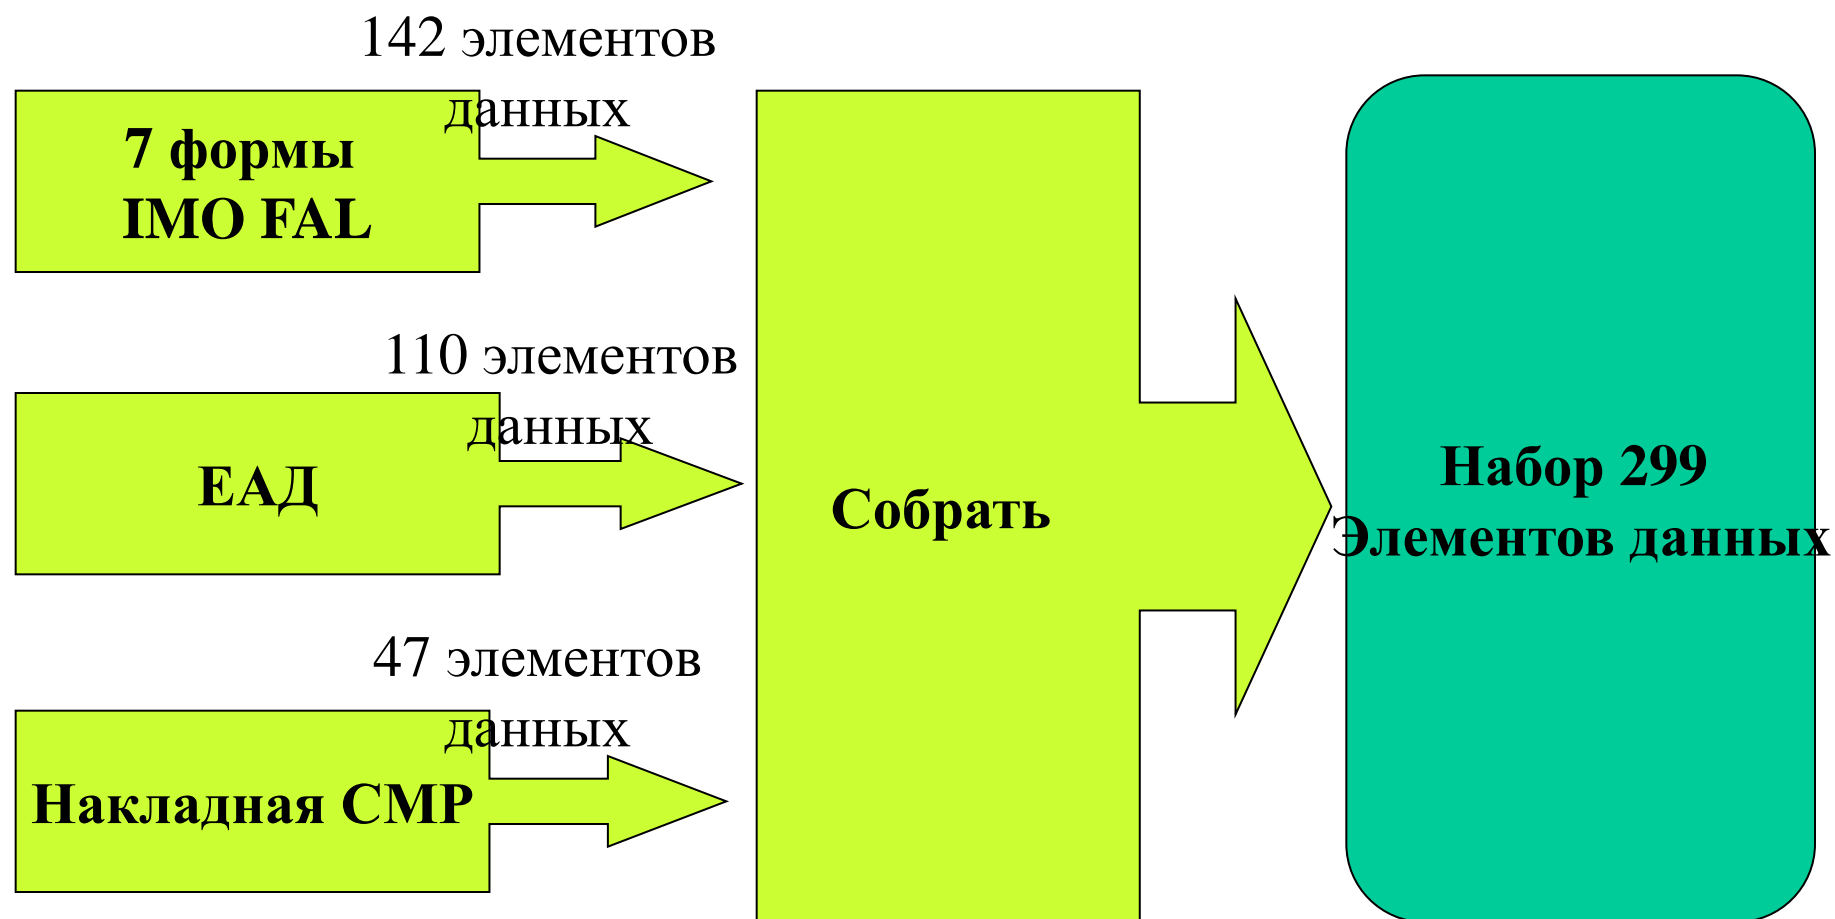 142 элементов
данных
7 формы
IMO FAL
110 элементов
данных
ЕАД
47 элементов
данных
Накладная СМР
Собрать
Набор 299
Элементов данных